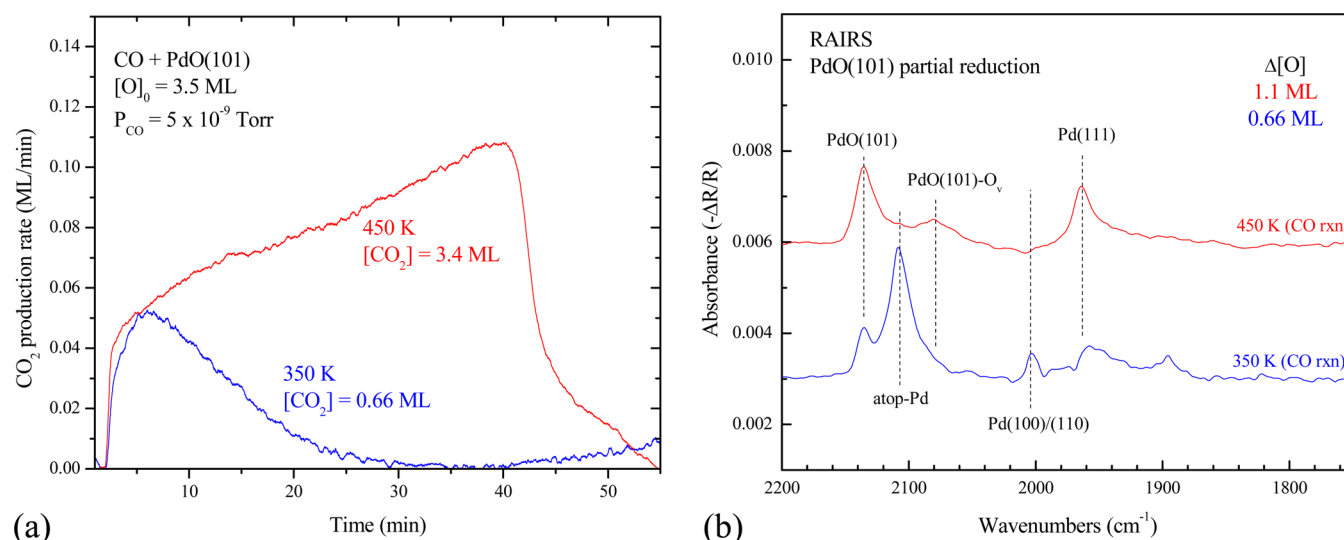 0.14
0.12
0.10
0.08
0.06
0.04
0.02
0.00
CO₂ production rate (ML/min)
CO + PdO(101)
[O]₀ = 3.5 ML
P_CO = 5 x 10⁻⁹ Torr
450 K
[CO₂] = 3.4 ML
350 K
[CO₂] = 0.66 ML
10
20
30
40
50
Time (min)
(a)
0.010
0.008
0.006
0.004
0.002
Absorbance (-ΔR/R)
RAIRS
PdO(101) partial reduction
Δ[O]
1.1 ML
0.66 ML
PdO(101)
PdO(101)-Oᵥ
Pd(111)
450 K (CO rxn)
350 K (CO rxn)
atop-Pd
Pd(100)/(110)
2200
2100
2000
1900
1800
Wavenumbers (cm⁻¹)
(b)